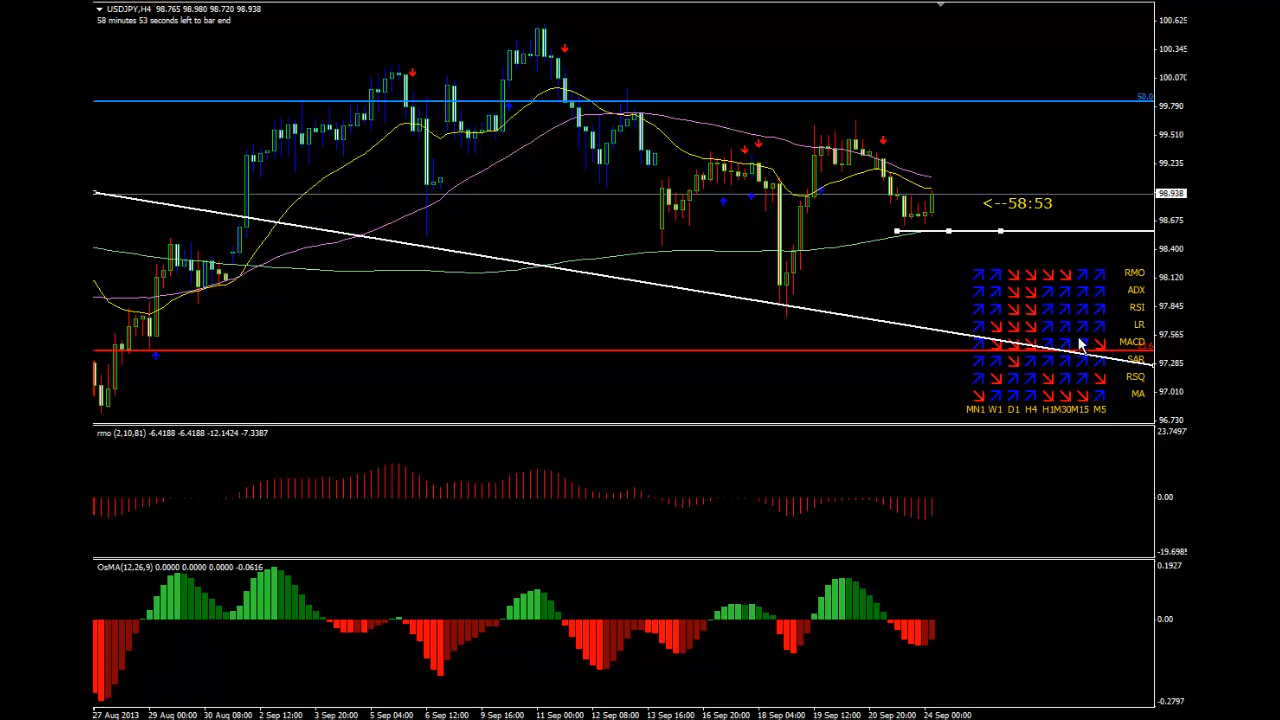 USDJPY,H4 98.765 98.980 98.720 98.938
58 minutes 53 seconds left to bar end
100.625
100.345
100.070
50.0
99.790
99.510
99.235
98.938
<--58:53
98.675
98.400
98.120
97.845
97.565
97.285
97.010
96.730
RMO
ADX
RSI
LR
MACD
SAR
RSQ
MA
MN1 W1 D1 H4 H1 M30 M15 M5
rmo (2,10,81) -6.4188 -6.4188 -12.1424 -7.3387
23.7497
0.00
-19.6985
OsMA(12,26,9) 0.0000 0.0000 0.0000 -0.0616
0.1927
0.00
-0.2797
27 Aug 2013 29 Aug 00:00 30 Aug 08:00 2 Sep 12:00 3 Sep 20:00 5 Sep 04:00 6 Sep 12:00 9 Sep 16:00 11 Sep 00:00 12 Sep 08:00 13 Sep 16:00 16 Sep 20:00 18 Sep 04:00 19 Sep 12:00 20 Sep 20:00 24 Sep 00:00